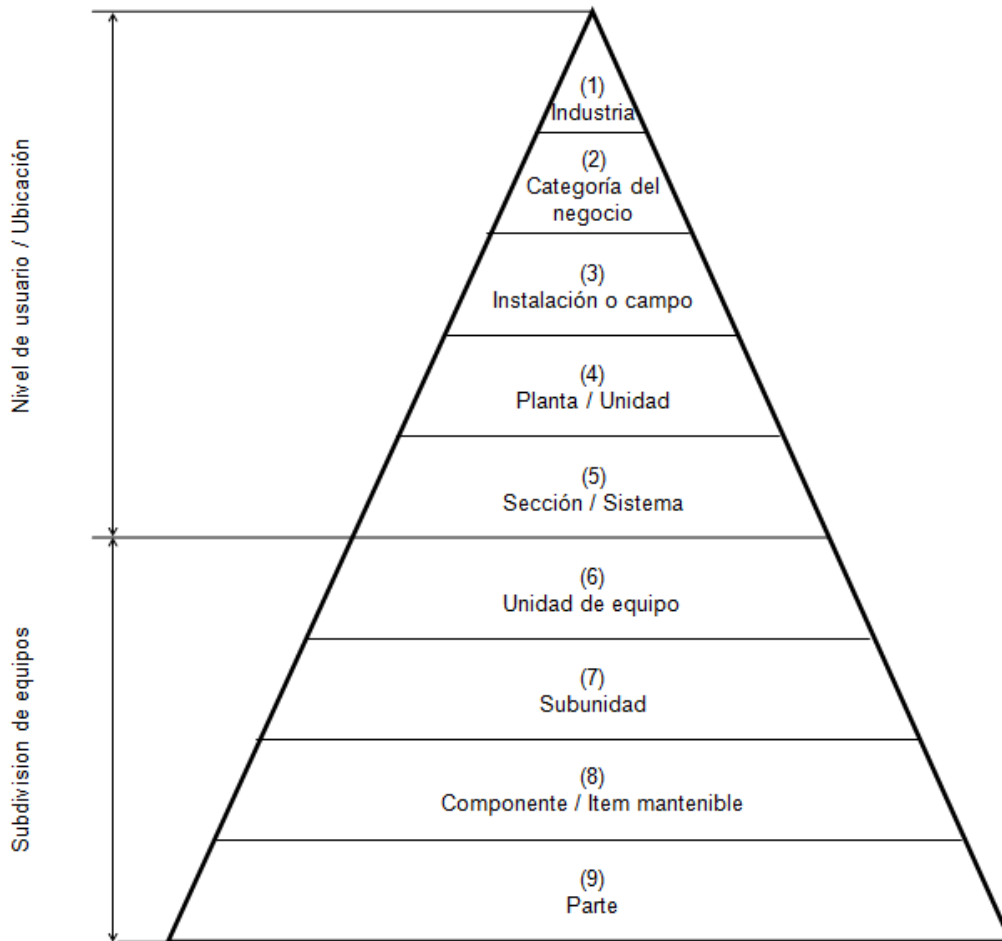 Nivel de usuario / Ubicación
(1)
Industria
(2)
Categoría del
negocio
(3)
Instalación o campo
(4)
Planta / Unidad
(5)
Sección / Sistema
Subdivision de equipos
(6)
Unidad de equipo
(7)
Subunidad
(8)
Componente / Item mantenible
(9)
Parte